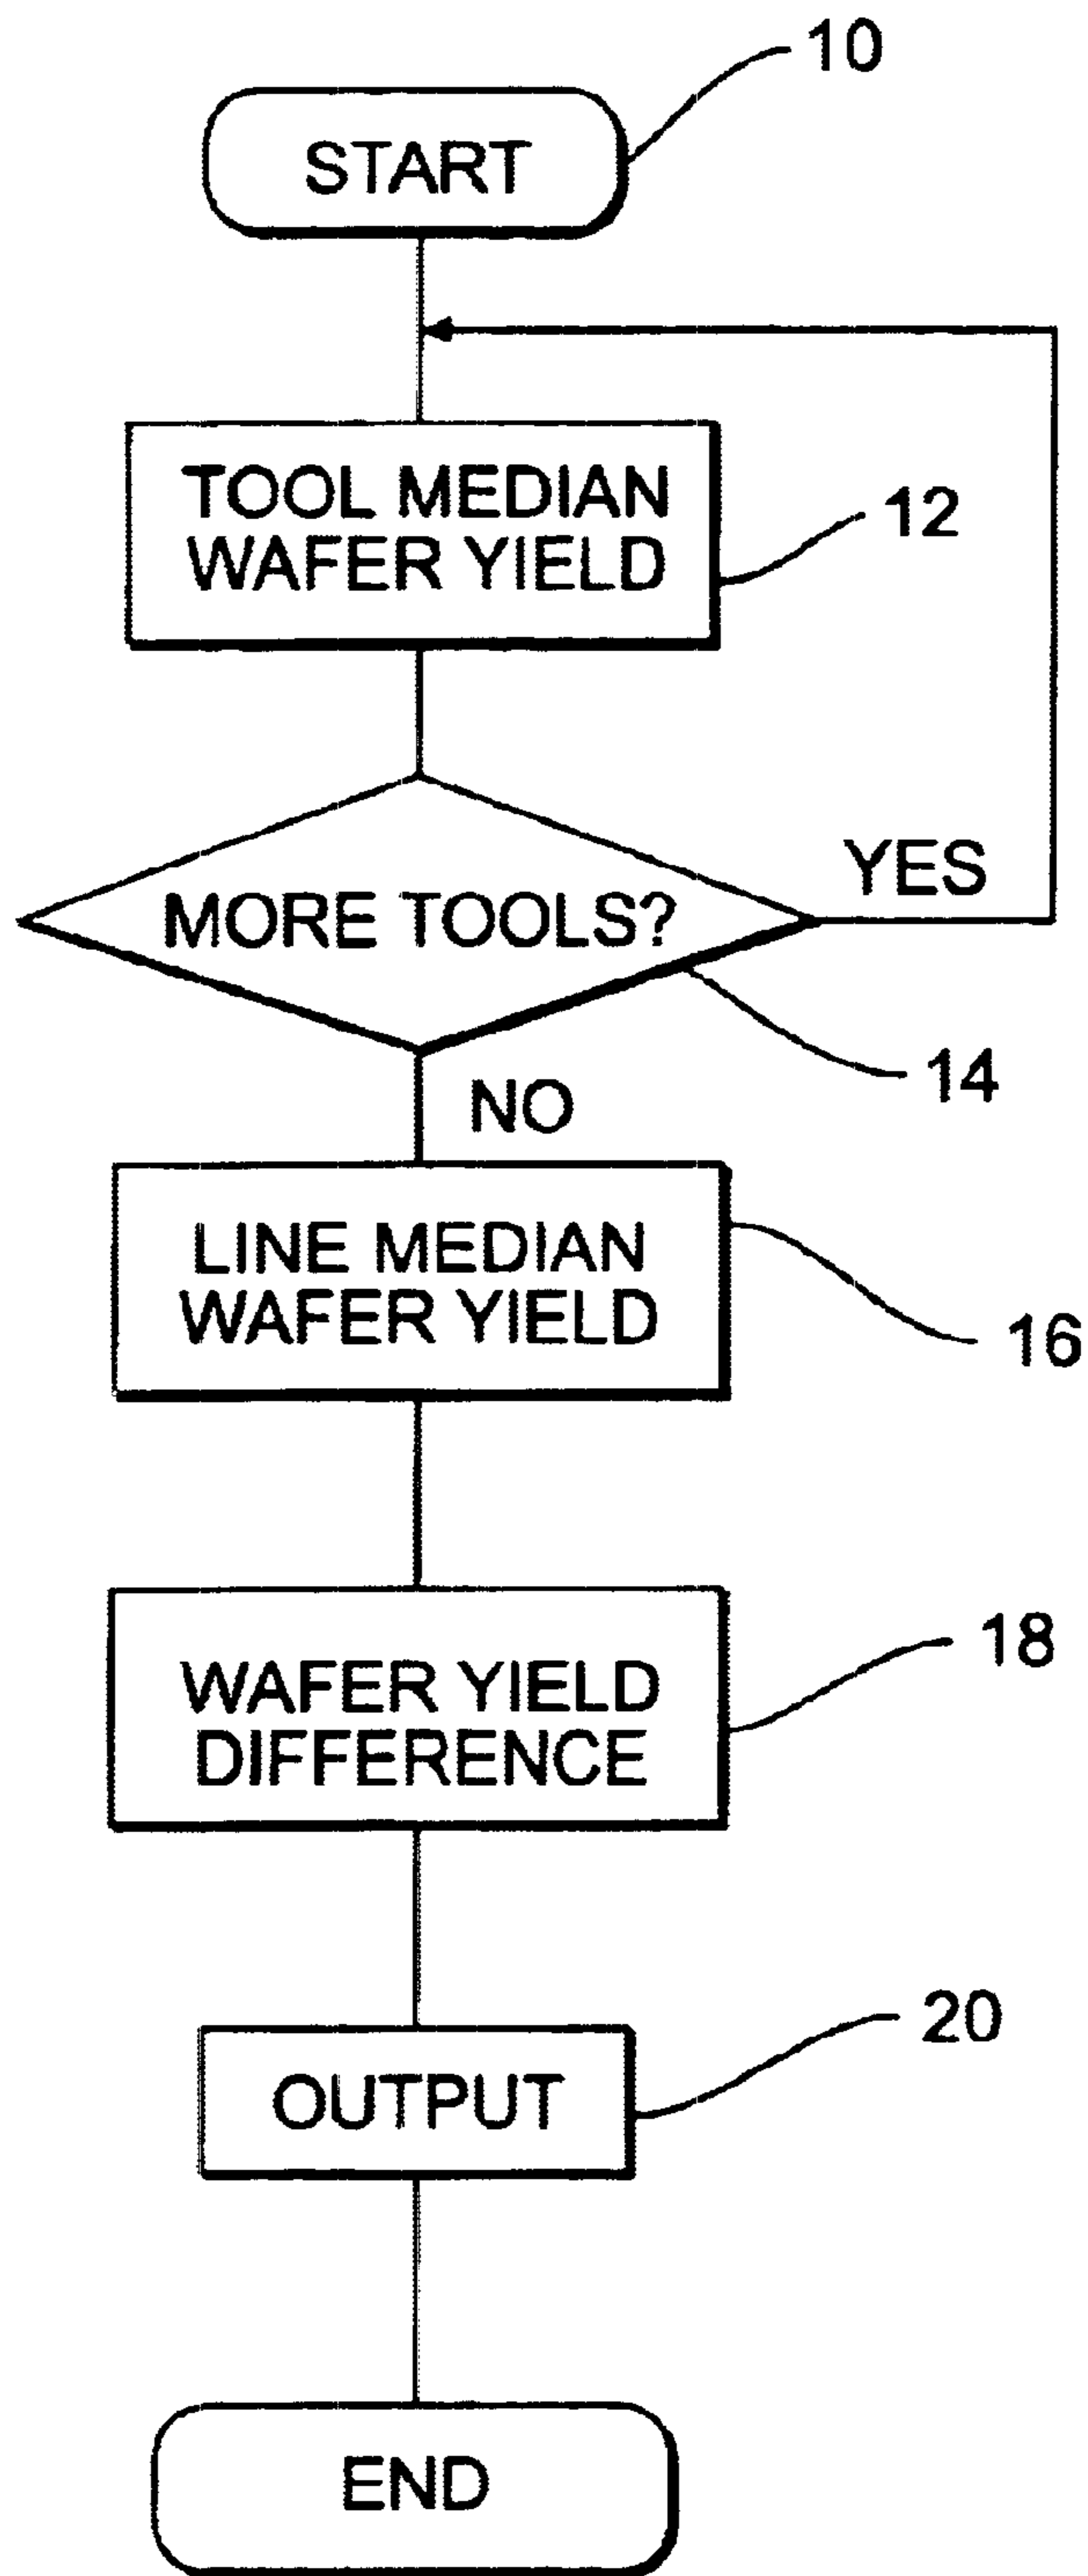 10
START
TOOL MEDIAN
WAFER YIELD
12
MORE TOOLS?
YES
14
NO
LINE MEDIAN
WAFER YIELD
16
WAFER YIELD
DIFFERENCE
18
OUTPUT
20
END